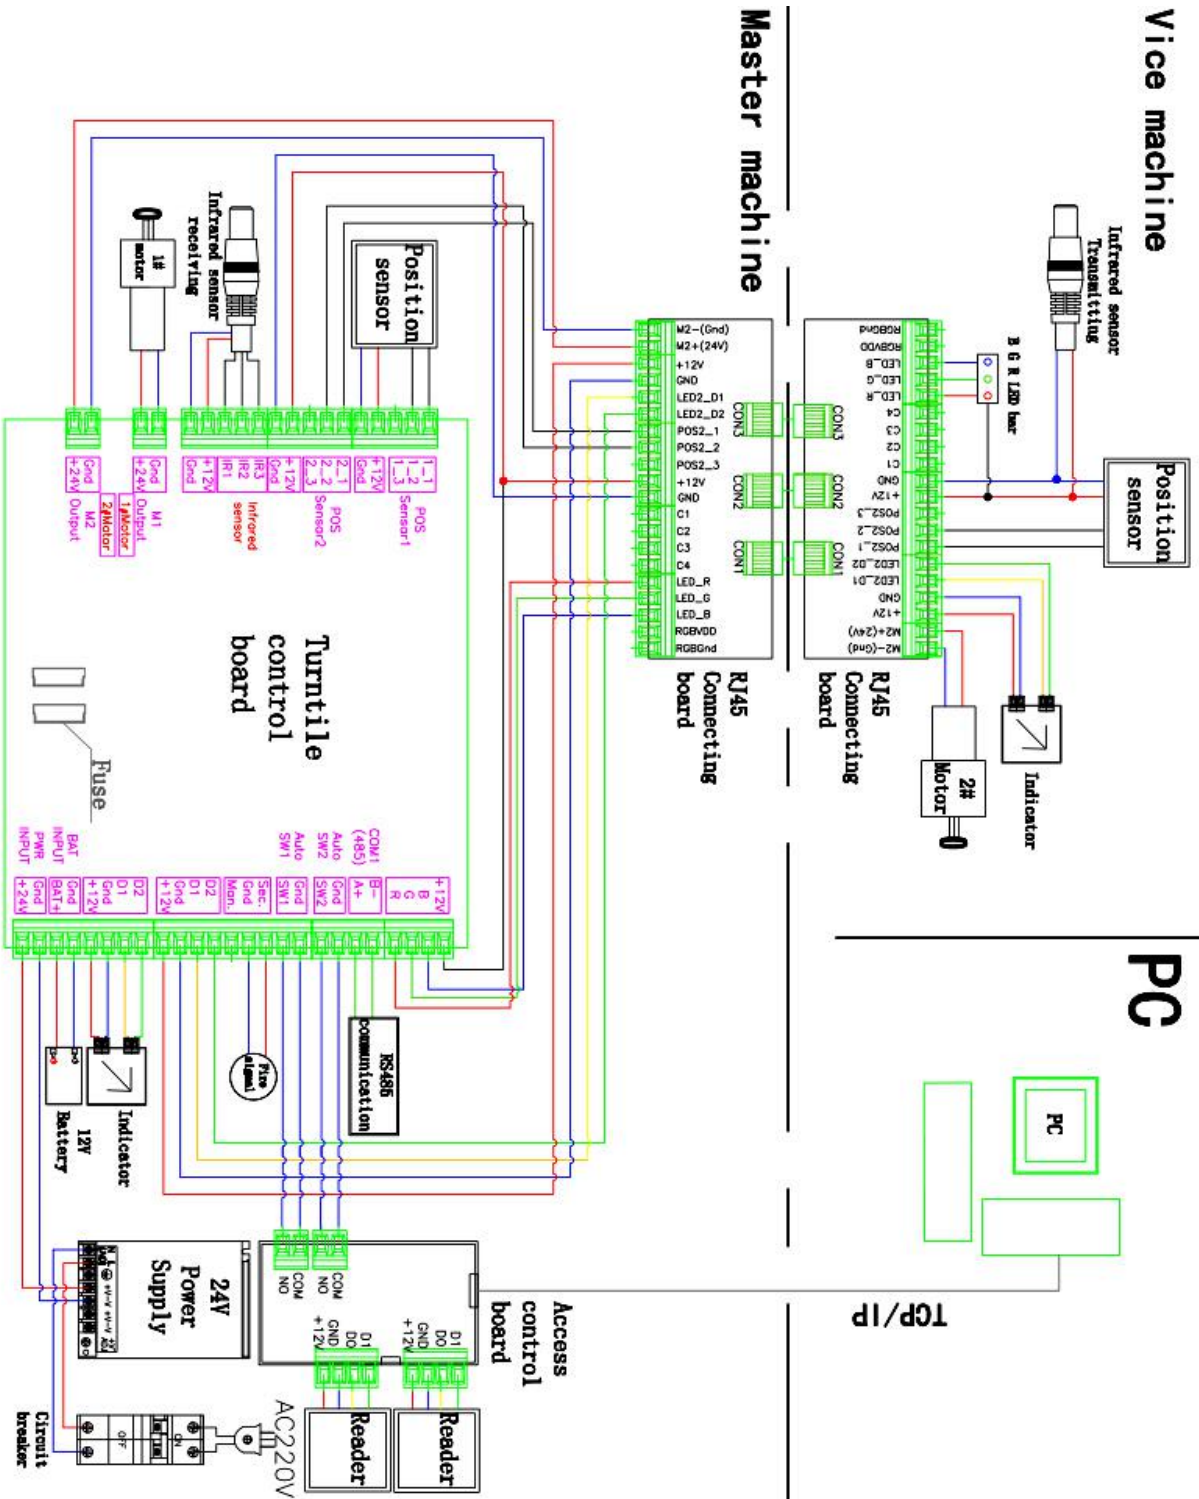 Vice machine
Infrared sensor
Transmitting
B G R LED bar
Position
sensor
Indicator
2#
Motor
RGBGnd
RGBVDD
LED_B
LED_G
LED_R
C4
C3
C2
C1
GND
+12V
POS2_3
POS2_2
POS2_1
LED2_D2
LED2_D1
GND
+12V
M2+(24V)
M2-(Gnd)
CON3
CON2
CON1
RJ45
Connecting
board
PC
PC
TCP/IP
Master machine
M2-(Gnd)
M2+(24V)
+12V
GND
LED2_D1
LED2_D2
POS2_1
POS2_2
POS2_3
+12V
GND
C1
C2
C3
C4
LED_R
LED_G
LED_B
RGBVDD
RGBGnd
CON3
CON2
CON1
RJ45
Connecting
board
Position
sensor
Infrared sensor
receiving
1#
motor
1_1
1_2
1_3
+12V
Gnd
POS
Sensor1
2_1
2_2
2_3
POS
Sensor2
+12V
Gnd
IR3
IR2
IR1
+12V
Gnd
Infrared
sensor
Gnd
+24V
M1
Output
1#Motor
2#Motor
Gnd
+24V
M2
Output
Turntile
control
board
Fuse
+12V
B
G
R
COM1
(485)
B-
A+
Auto
SW2
Gnd
SW2
Auto
SW1
Gnd
SW1
Sec.
Gnd
Man.
D2
D1
Gnd
+12V
D2
D1
Gnd
+12V
BAT
INPUT
Gnd
BAT+
PWR
INPUT
Gnd
+24V
RS485
communication
Fire
signal
Indicator
12V
Battery
Access
control
board
COM
NO
COM
NO
D1
D0
GND
+12V
D1
D0
GND
+12V
Reader
Reader
24V
Power
Supply
N
L
+V-V +V-V
ADJ
AC220V
ON
OFF
Circuit
breaker